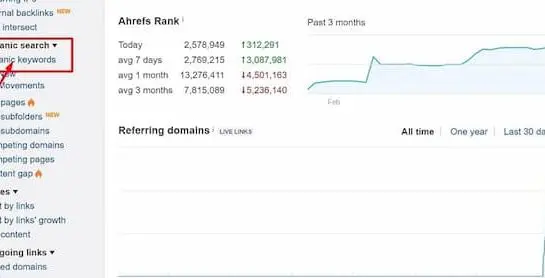 rnal backlinks NEW
intersect
anic search ▼
anic keywords
Movements
pages
subfolders NEW
subdomains
mpeting domains
mpeting pages
tent gap
es ▼
t by links
t by links' growth
content
going links ▼
ed domains
Ahrefs Rank i
Today 2,578,949 ↑312,291
avg 7 days 2,769,215 ↑13,087,981
avg 1 month 13,276,411 ↓4,501,163
avg 3 months 7,815,089 ↓5,236,140
Past 3 months
Feb
Referring domains i LIVE LINKS
All time One year Last 30 da